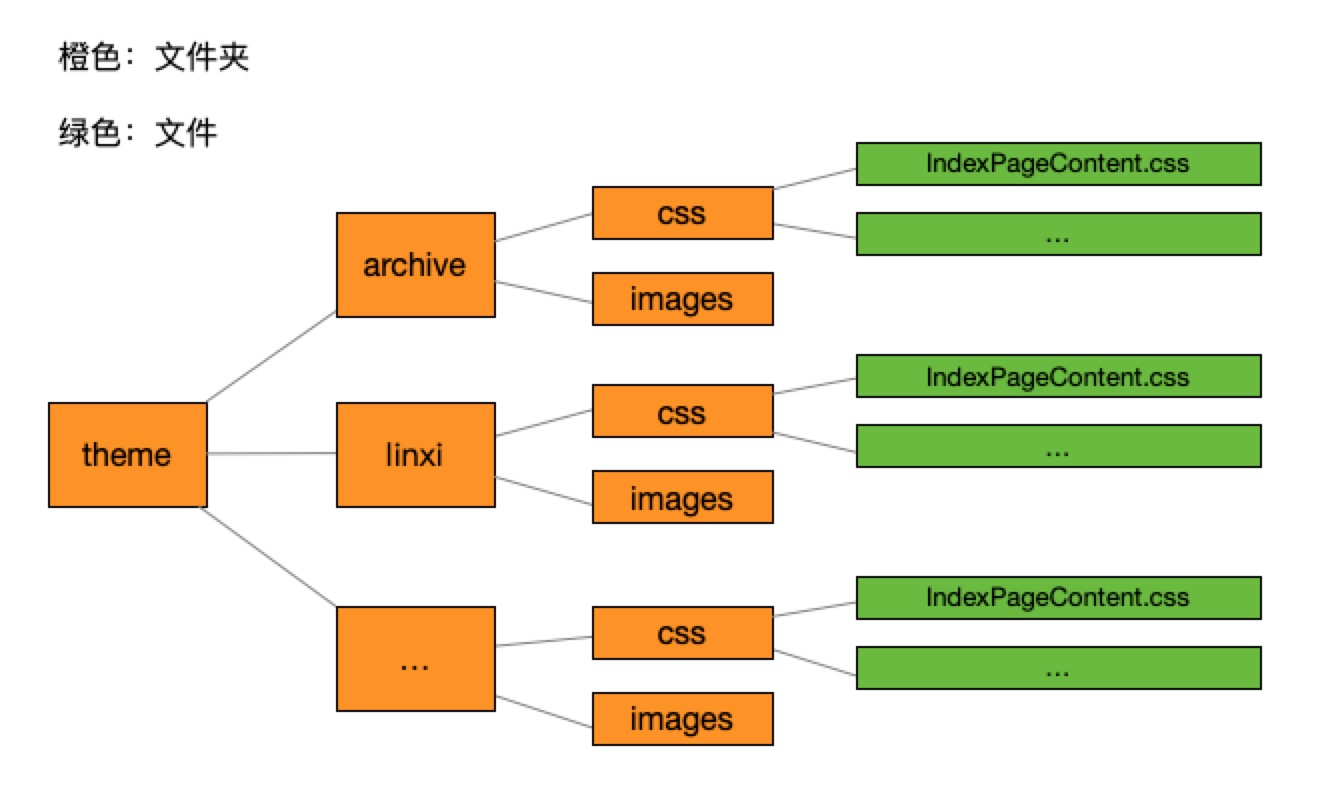 橙色：文件夹
绿色：文件
theme
archive
css
IndexPageContent.css
...
images
linxi
css
IndexPageContent.css
...
images
...
css
IndexPageContent.css
...
images